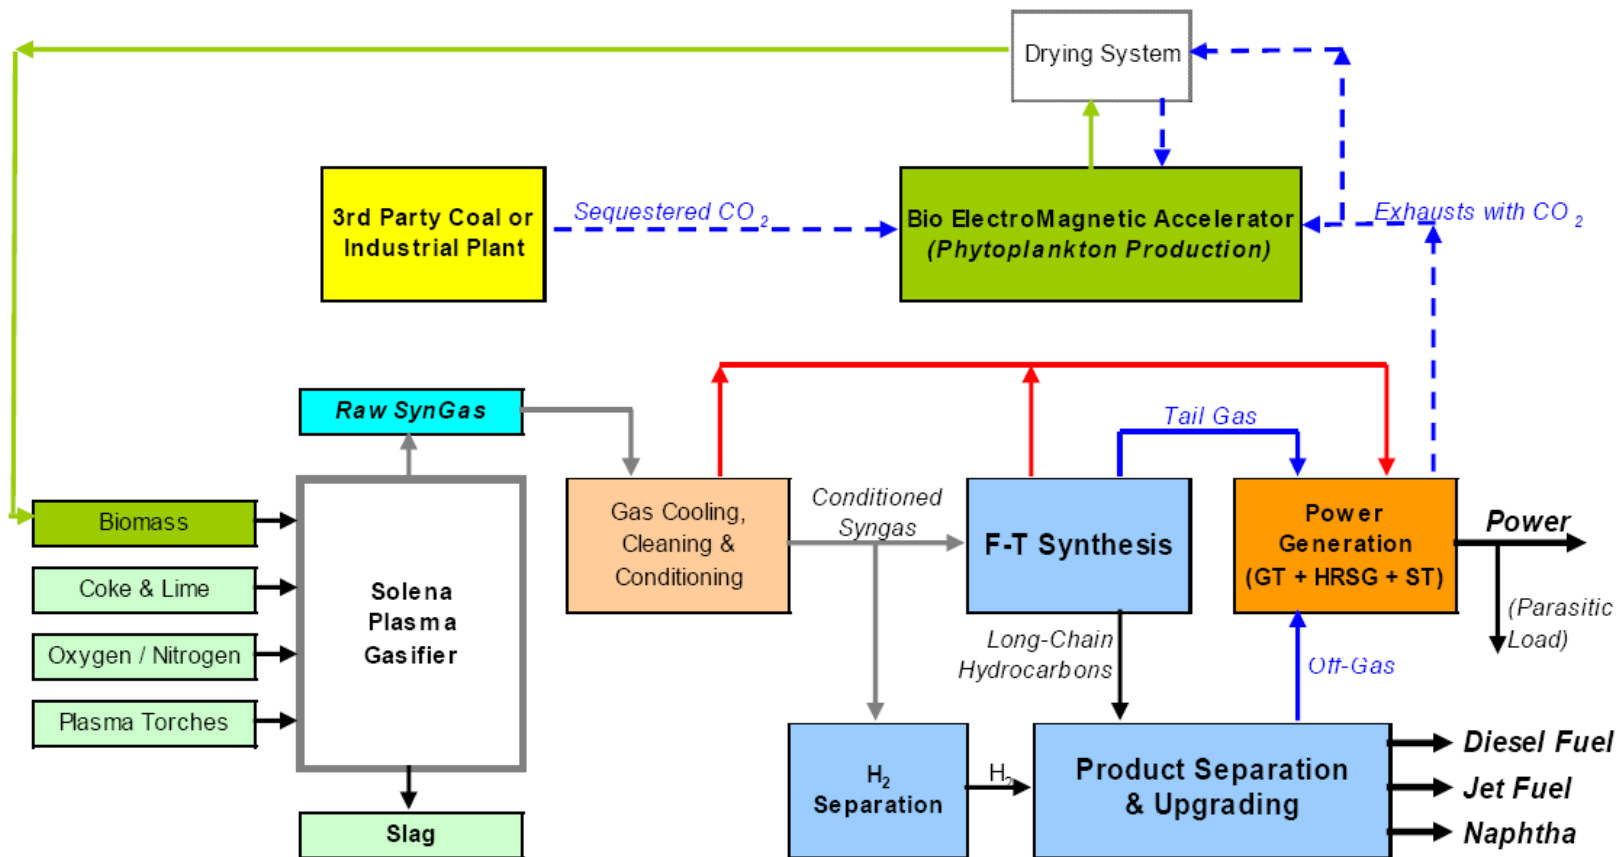 Drying System
3rd Party Coal or
Industrial Plant
Sequestered CO2
Bio ElectroMagnetic Accelerator
(Phytoplankton Production)
Exhausts with CO2
Raw SynGas
Tail Gas
Biomass
Coke & Lime
Oxygen / Nitrogen
Plasma Torches
Solena
Plasma
Gasifier
Slag
Gas Cooling,
Cleaning &
Conditioning
Conditioned
Syngas
F-T Synthesis
Power
Generation
(GT + HRSG + ST)
Power
(Parasitic
Load)
Long-Chain
Hydrocarbons
Off-Gas
H2
Separation
H2
Product Separation
& Upgrading
Diesel Fuel
Jet Fuel
Naphtha